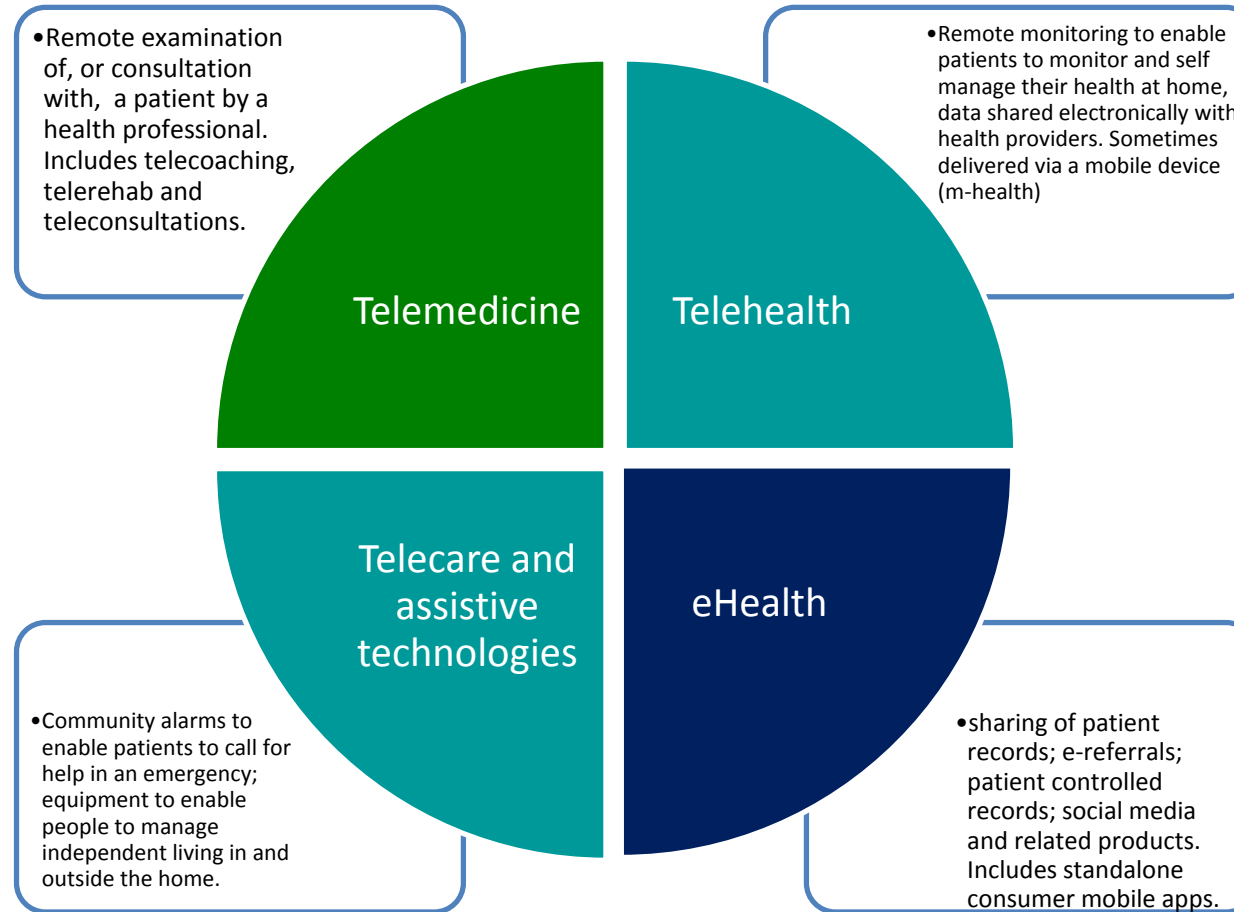 •Remote examination
of, or consultation
with, a patient by a
health professional.
Includes telecoaching,
telerehab and
teleconsultations.
•Remote monitoring to enable
patients to monitor and self
manage their health at home,
data shared electronically with
health providers. Sometimes
delivered via a mobile device
(m-health)
Telemedicine
Telehealth
Telecare and
assistive
technologies
eHealth
•Community alarms to
enable patients to call for
help in an emergency;
equipment to enable
people to manage
independent living in and
outside the home.
•sharing of patient
records; e-referrals;
patient controlled
records; social media
and related products.
Includes standalone
consumer mobile apps.